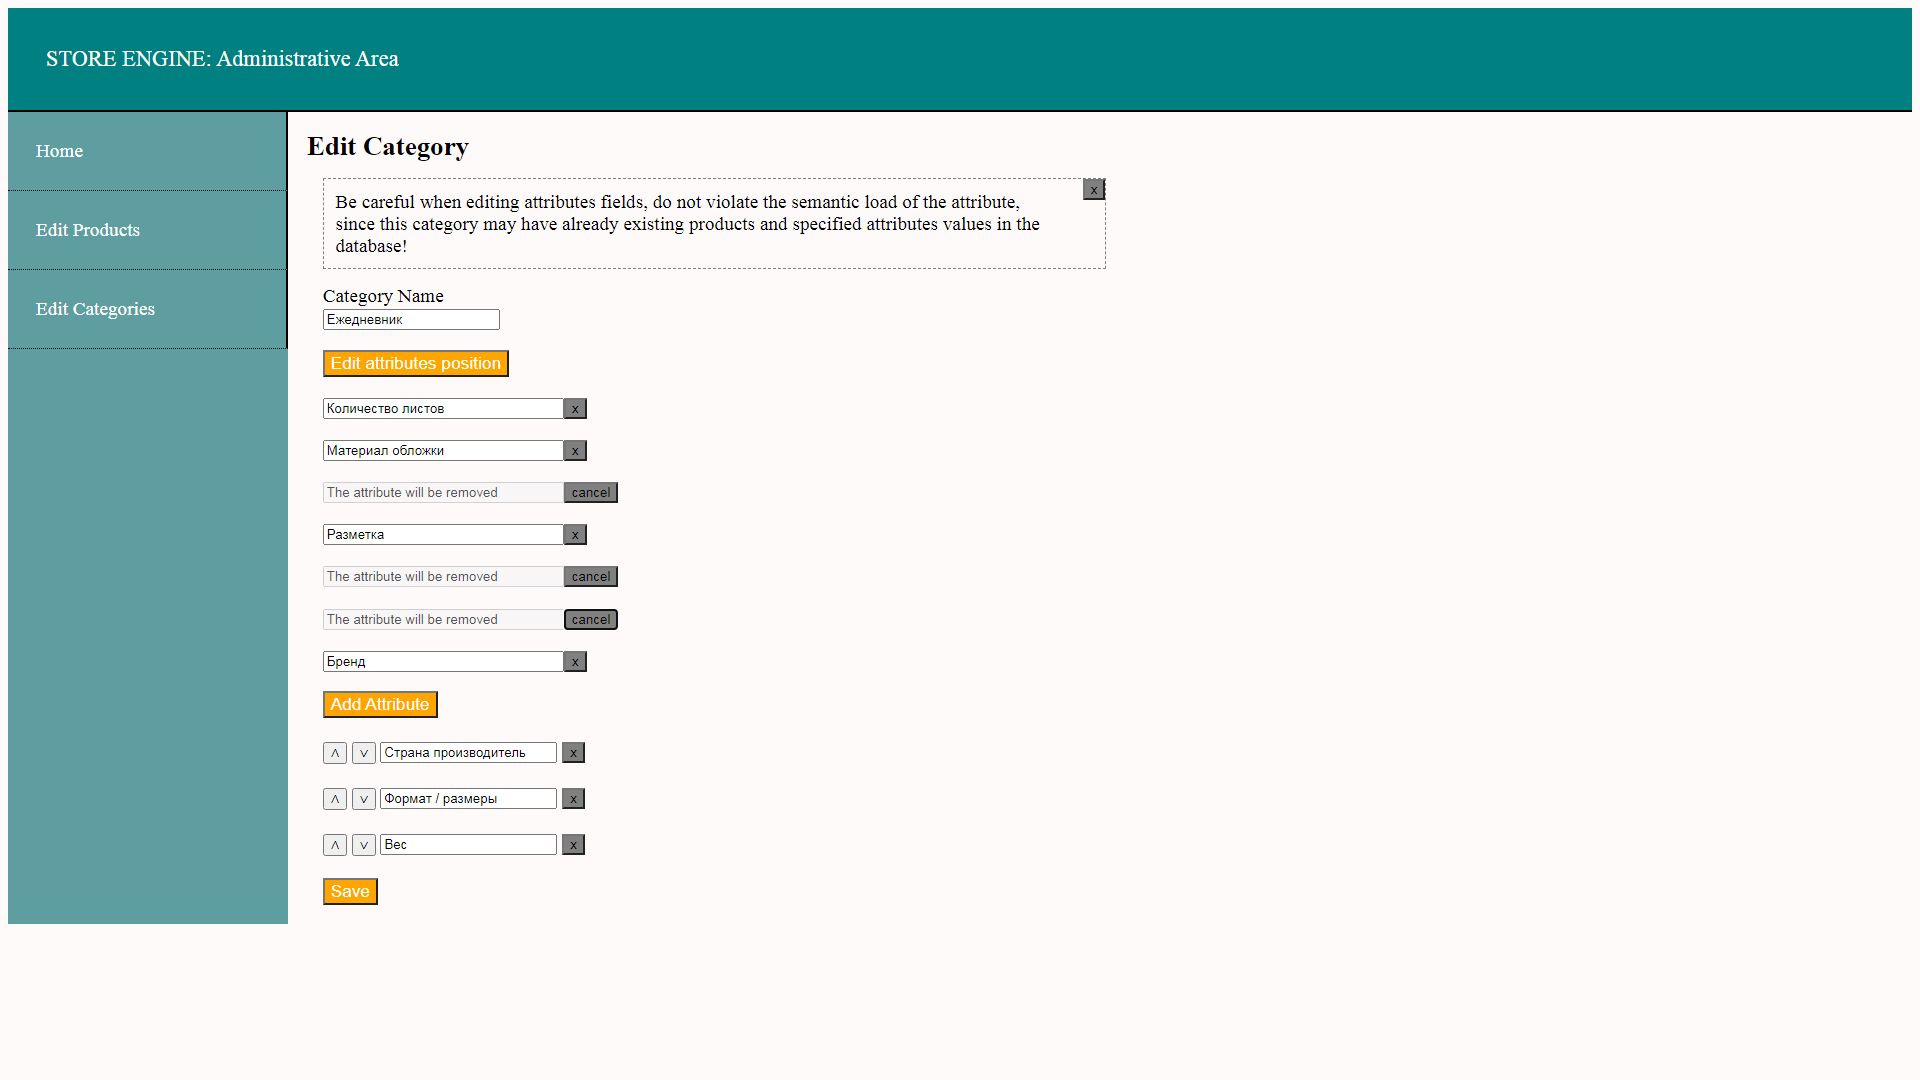 STORE ENGINE: Administrative Area
Home
Edit Products
Edit Categories
Edit Category
x
Be careful when editing attributes fields, do not violate the semantic load of the attribute,
since this category may have already existing products and specified attributes values in the
database!
Category Name
Ежедневник
Edit attributes position
Количество листов x
Материал обложки x
The attribute will be removed cancel
Разметка x
The attribute will be removed cancel
The attribute will be removed cancel
Бренд x
Add Attribute
˄ ˅ Страна производитель x
˄ ˅ Формат / размеры x
˄ ˅ Вес x
Save